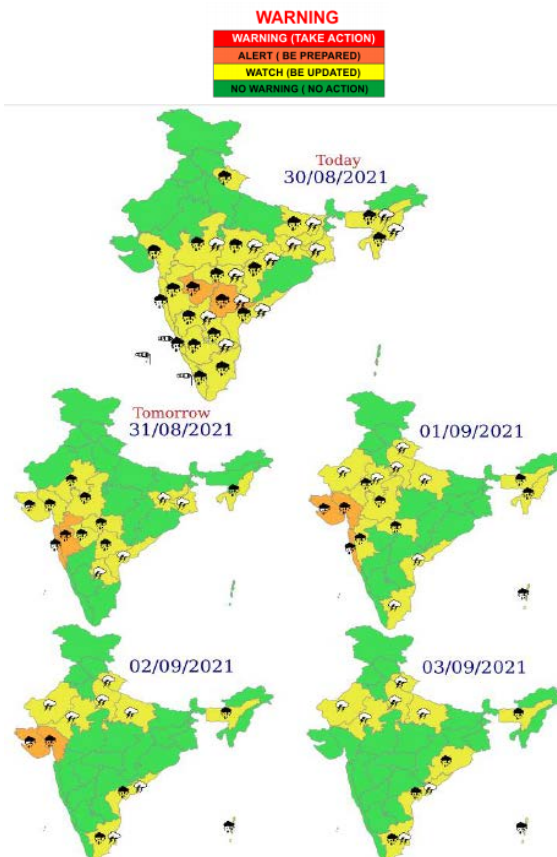 WARNING
WARNING (TAKE ACTION)
ALERT ( BE PREPARED)
WATCH (BE UPDATED)
NO WARNING ( NO ACTION)
Today
30/08/2021
Tomorrow
31/08/2021
01/09/2021
02/09/2021
03/09/2021